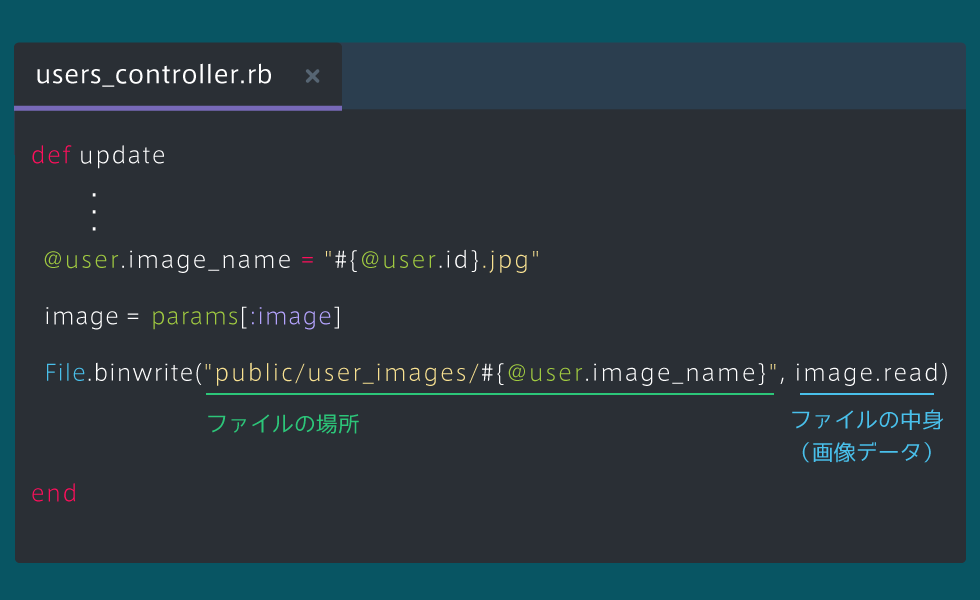 users_controller.rb ×
def update
:
@user.image_name = "#{@user.id}.jpg"
image = params[:image]
File.binwrite("public/user_images/#{@user.image_name}", image.read)
ファイルの場所
ファイルの中身
（画像データ）
end